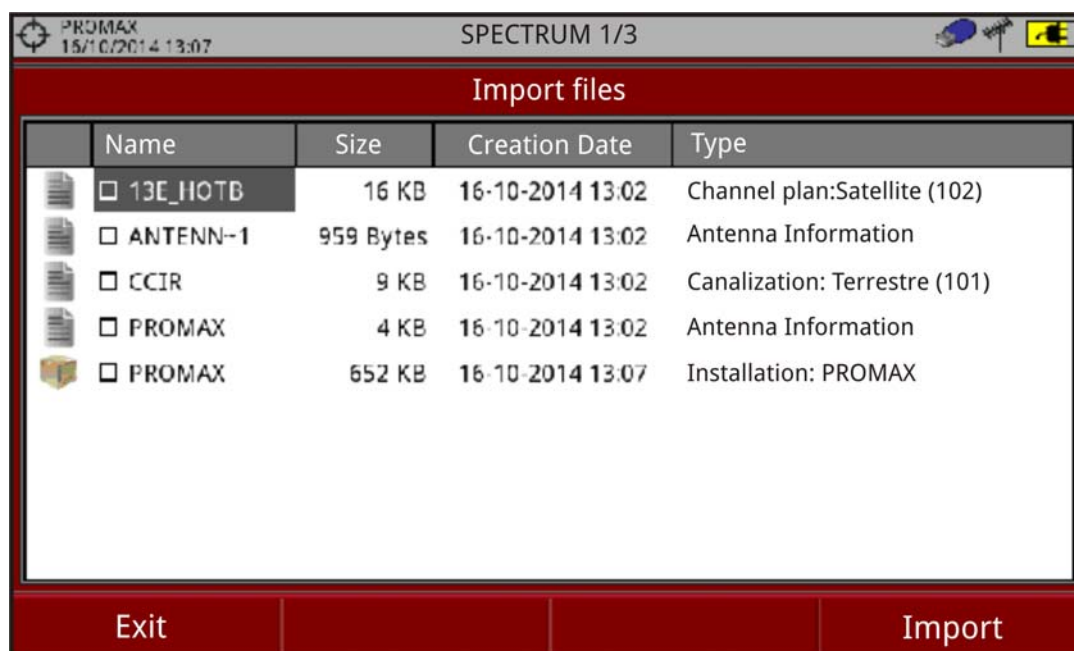 PROMAX SPECTRUM 1/3
16/10/2014 13:07
Import files
Name Size Creation Date Type
13E_HOTB 16 KB 16-10-2014 13:02 Channel plan:Satellite (102)
ANTENN~1 959 Bytes 16-10-2014 13:02 Antenna Information
CCIR 9 KB 16-10-2014 13:02 Canalization: Terrestre (101)
PROMAX 4 KB 16-10-2014 13:02 Antenna Information
PROMAX 652 KB 16-10-2014 13:07 Installation: PROMAX
Exit Import